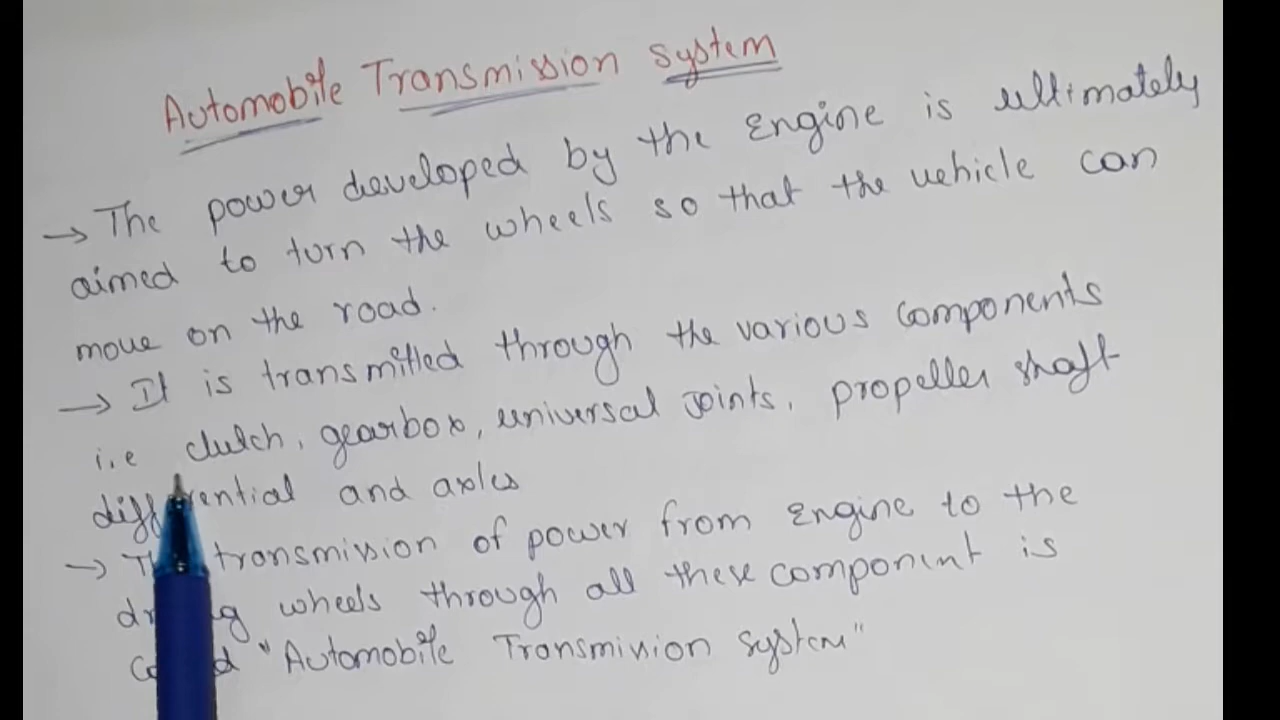 Automobile Transmission system
→ The power developed by the Engine is ultimately
aimed to turn the wheels so that the vehicle can
move on the road.
→ It is transmitted through the various components
i.e clutch, gearbox, universal joints, propeller shaft
differential and axles
→ transmission of power from Engine to the
wheels through all these component is
"Automobile Transmission system"